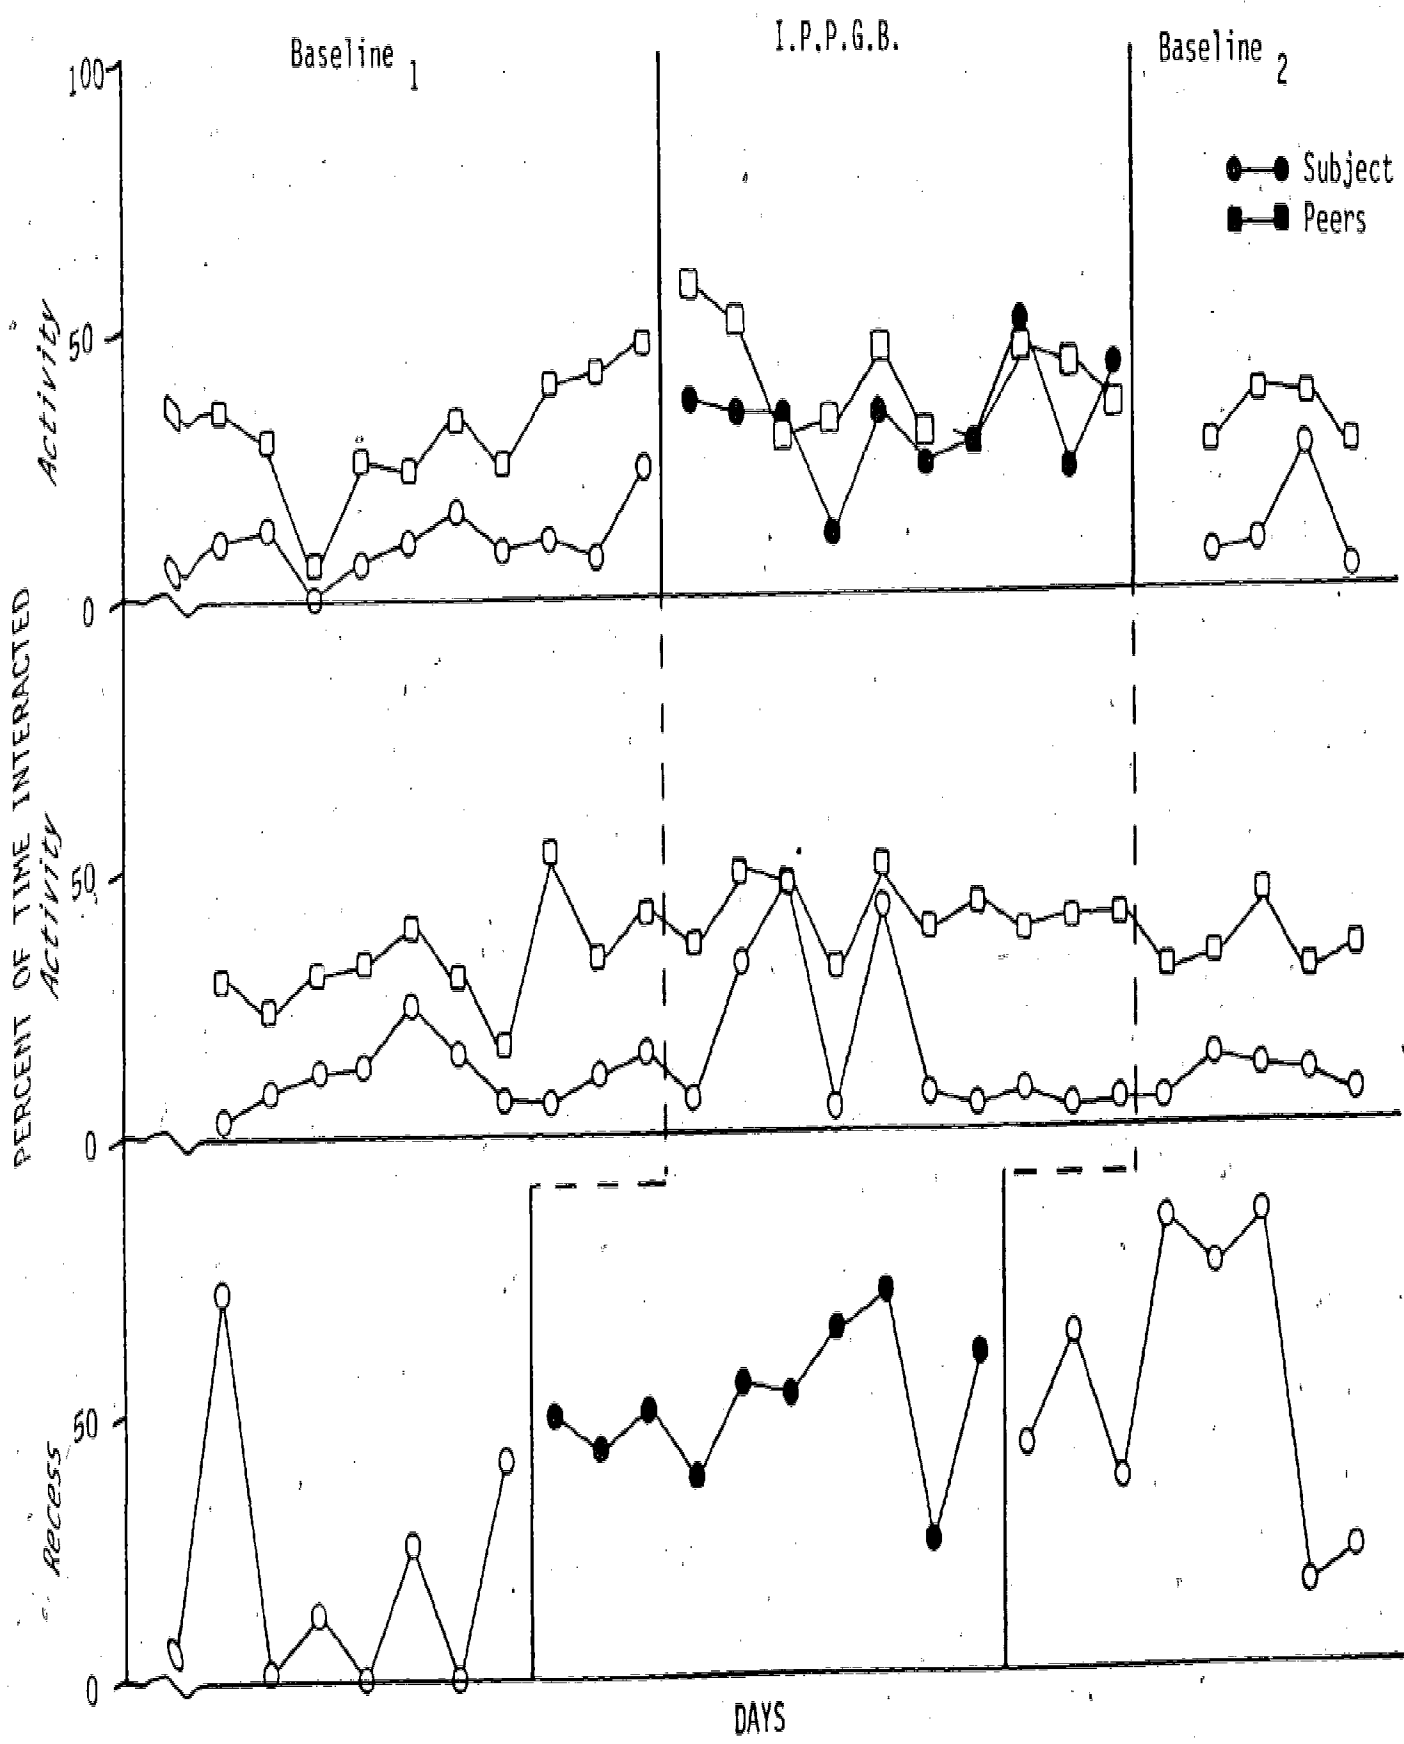 Baseline 1
I.P.P.G.B.
Baseline 2
100
Subject
Peers
50
Activity
0
PERCENT OF TIME INTERACTED
50
Activity
0
50
Recess
0
DAYS